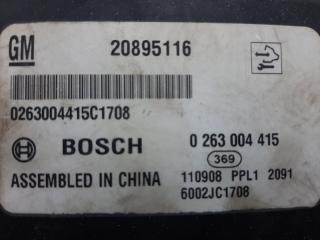 GM 20895116
0263004415C1708
BOSCH 0 263 004 415
369
ASSEMBLED IN CHINA 110908 PPL1 2091
6002JC1708